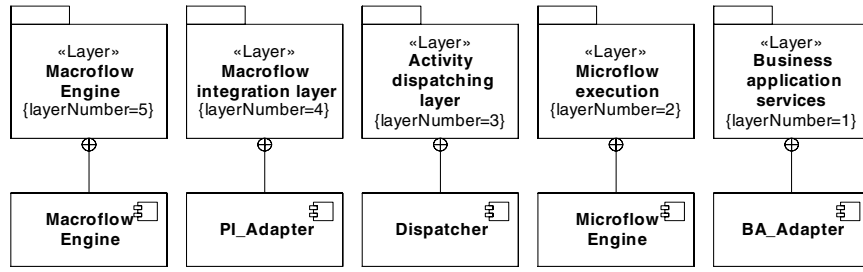 «Layer»
Macroflow
Engine
{layerNumber=5}
«Layer»
Macroflow
integration layer
{layerNumber=4}
«Layer»
Activity
dispatching
layer
{layerNumber=3}
«Layer»
Microflow
execution
{layerNumber=2}
«Layer»
Business
application
services
{layerNumber=1}
Macroflow
Engine
PI_Adapter
Dispatcher
Microflow
Engine
BA_Adapter